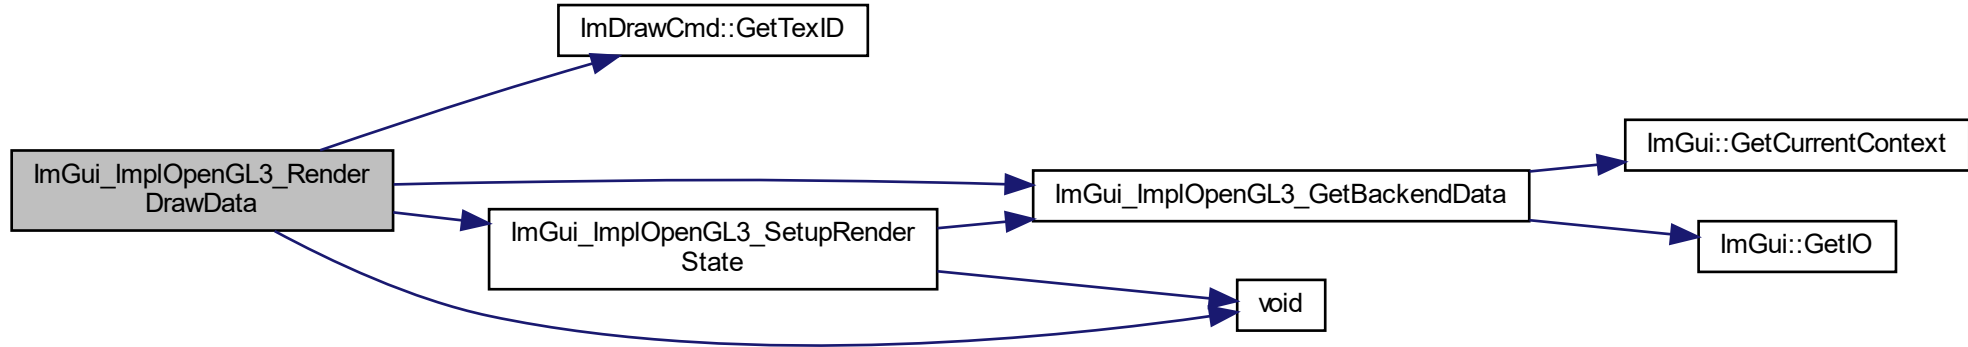 ImDrawCmd::GetTexID
ImGui::GetCurrentContext
ImGui_ImplOpenGL3_Render
DrawData
ImGui_ImplOpenGL3_GetBackendData
ImGui_ImplOpenGL3_SetupRender
State
ImGui::GetIO
void